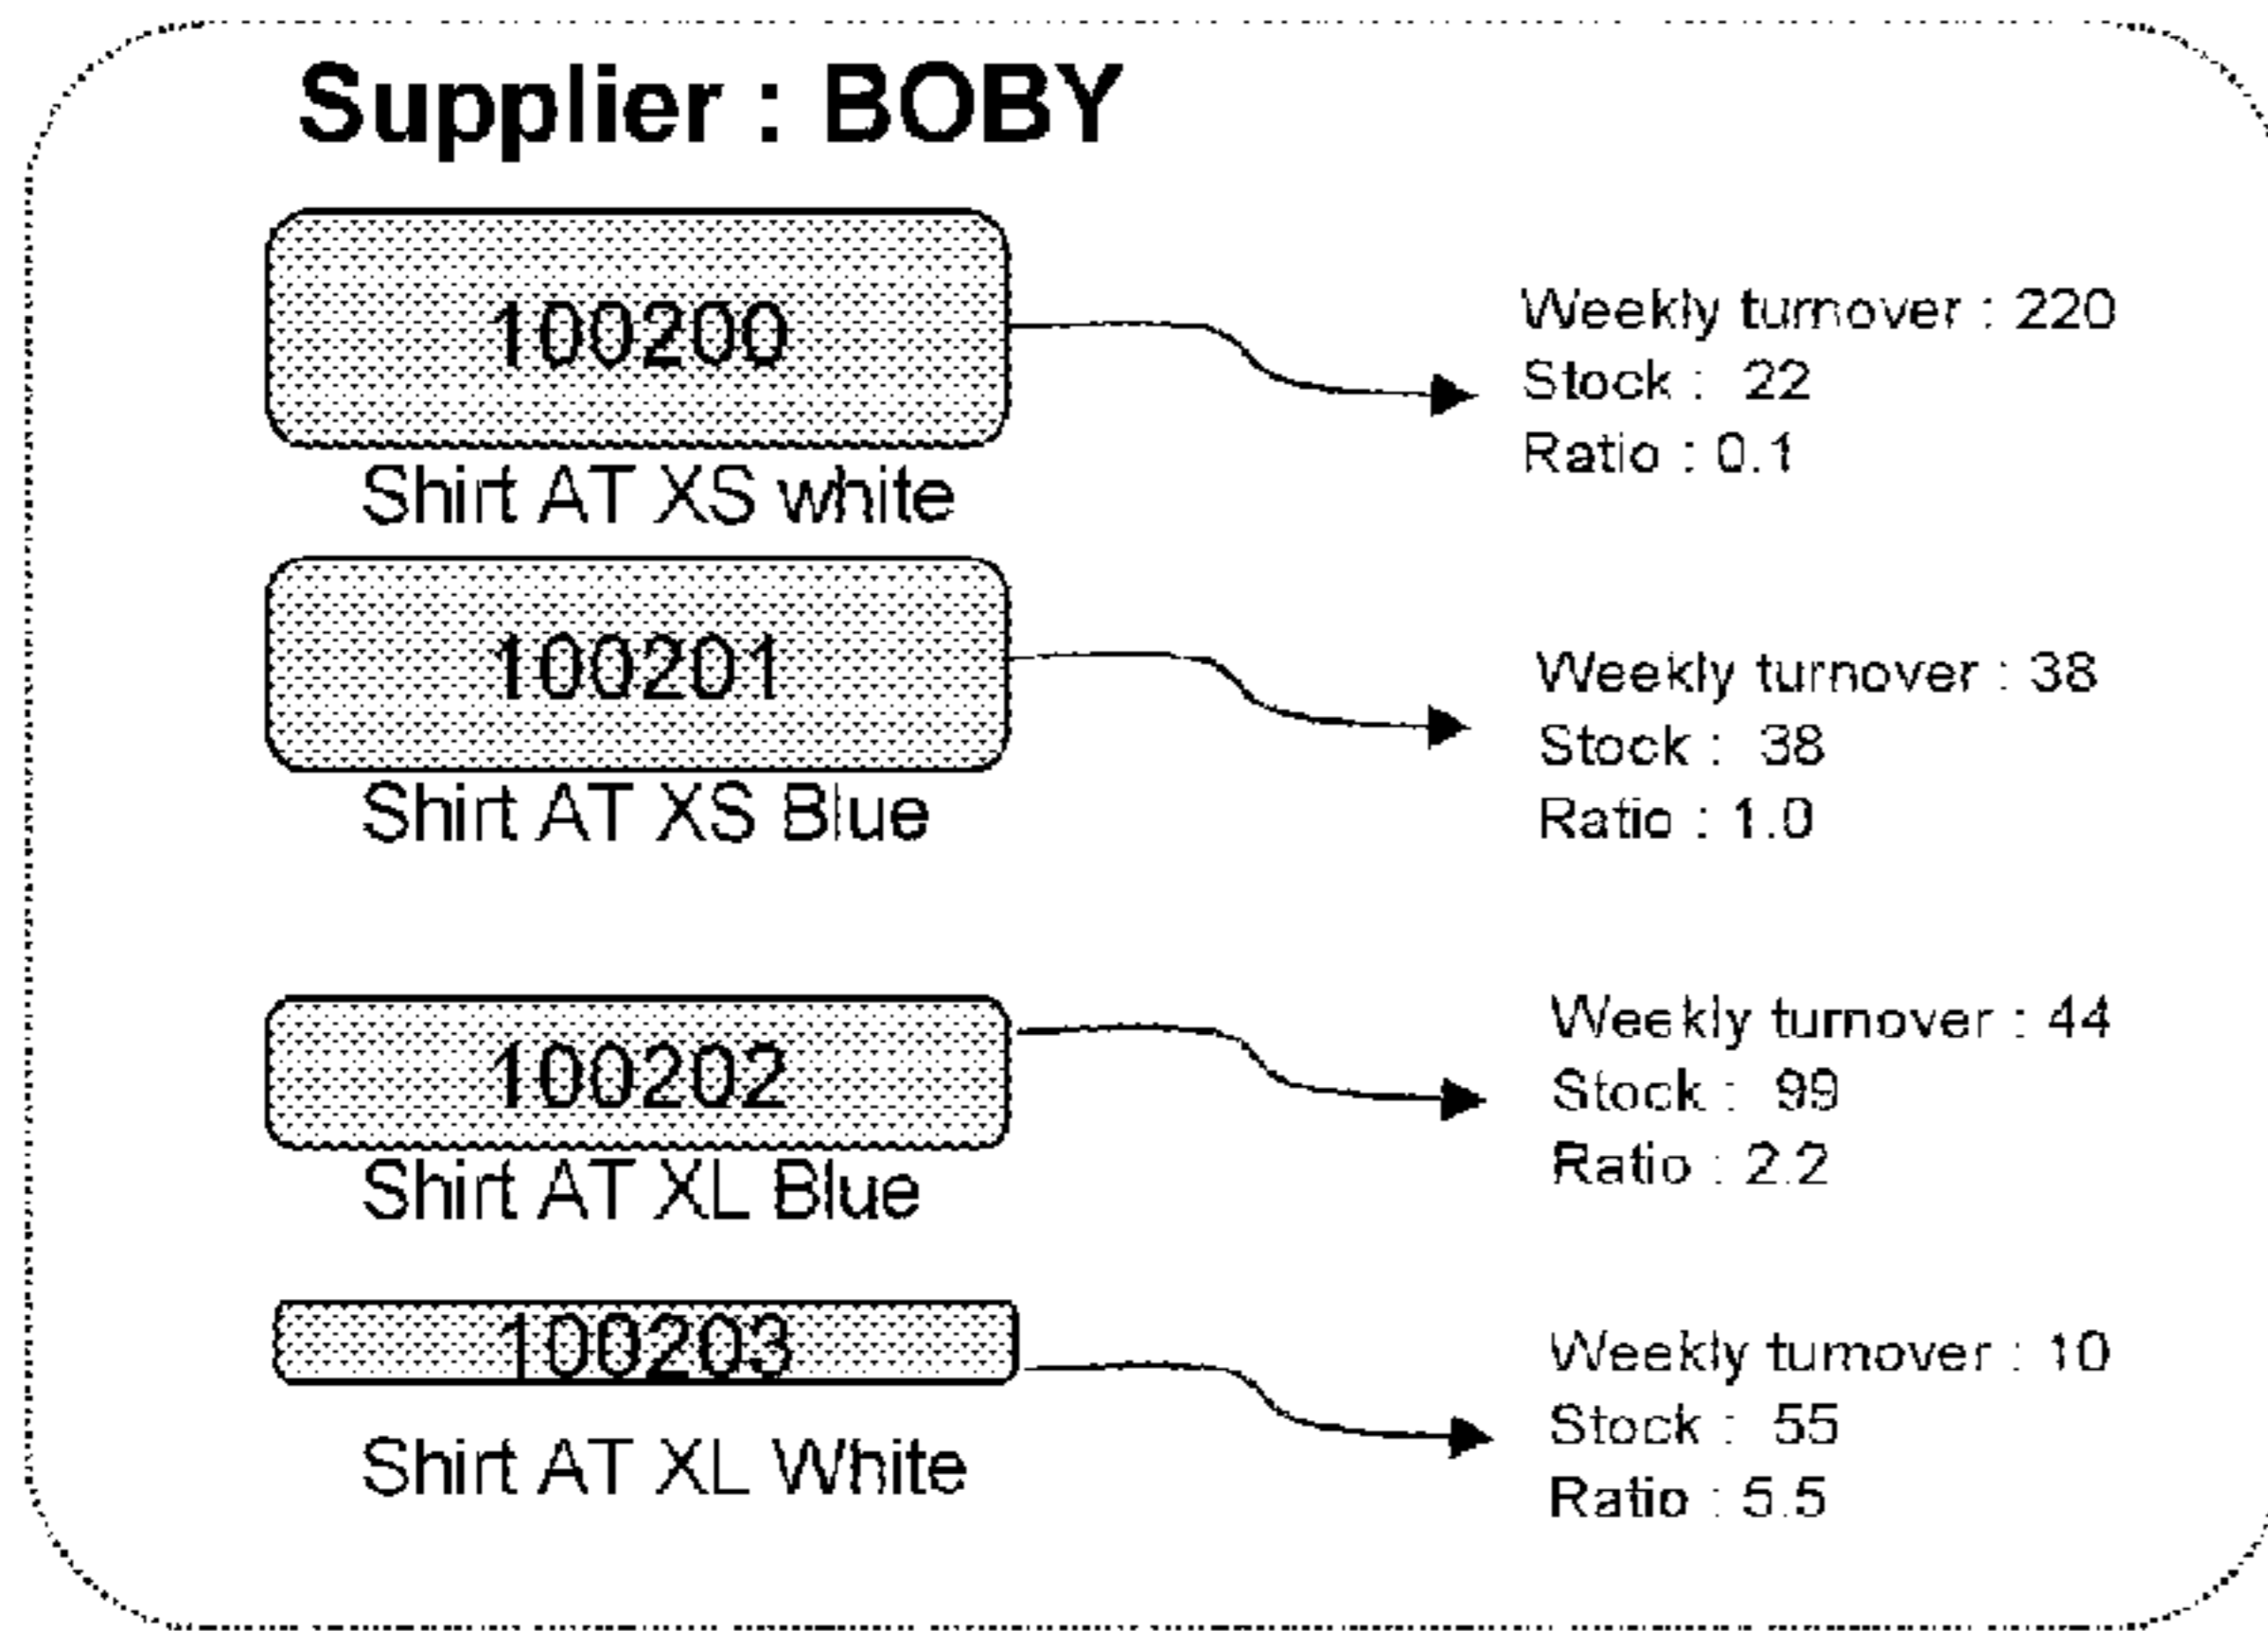 Supplier : BOBY
100200
Shirt AT XS white
Weekly turnover : 220
Stock : 22
Ratio : 0.1
100201
Shirt AT XS Blue
Weekly turnover : 38
Stock : 38
Ratio : 1.0
100202
Shirt AT XL Blue
Weekly turnover : 44
Stock : 99
Ratio : 2.2
100203
Shirt AT XL White
Weekly turnover : 10
Stock : 55
Ratio : 5.5